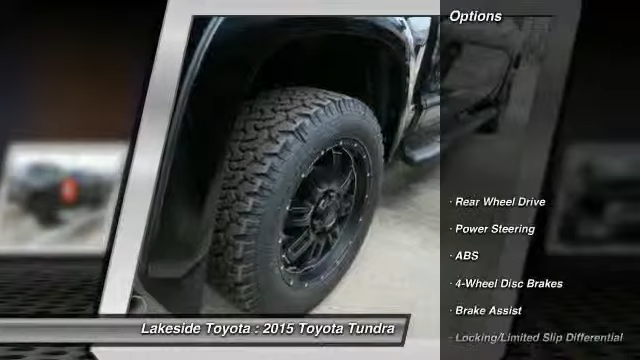 Options
· Rear Wheel Drive
· Power Steering
· ABS
· 4-Wheel Disc Brakes
· Brake Assist
· Locking/Limited Slip Differential
Lakeside Toyota : 2015 Toyota Tundra